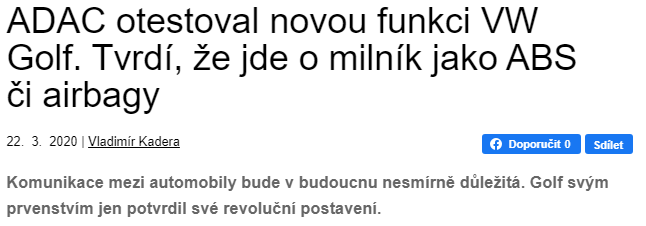 ADAC otestoval novou funkci VW
Golf. Tvrdí, že jde o milník jako ABS
či airbagy
22. 3. 2020 | Vladimír Kadera
Doporučit 0
Sdílet
Komunikace mezi automobily bude v budoucnu nesmírně důležitá. Golf svým
prvenstvím jen potvrdil své revoluční postavení.